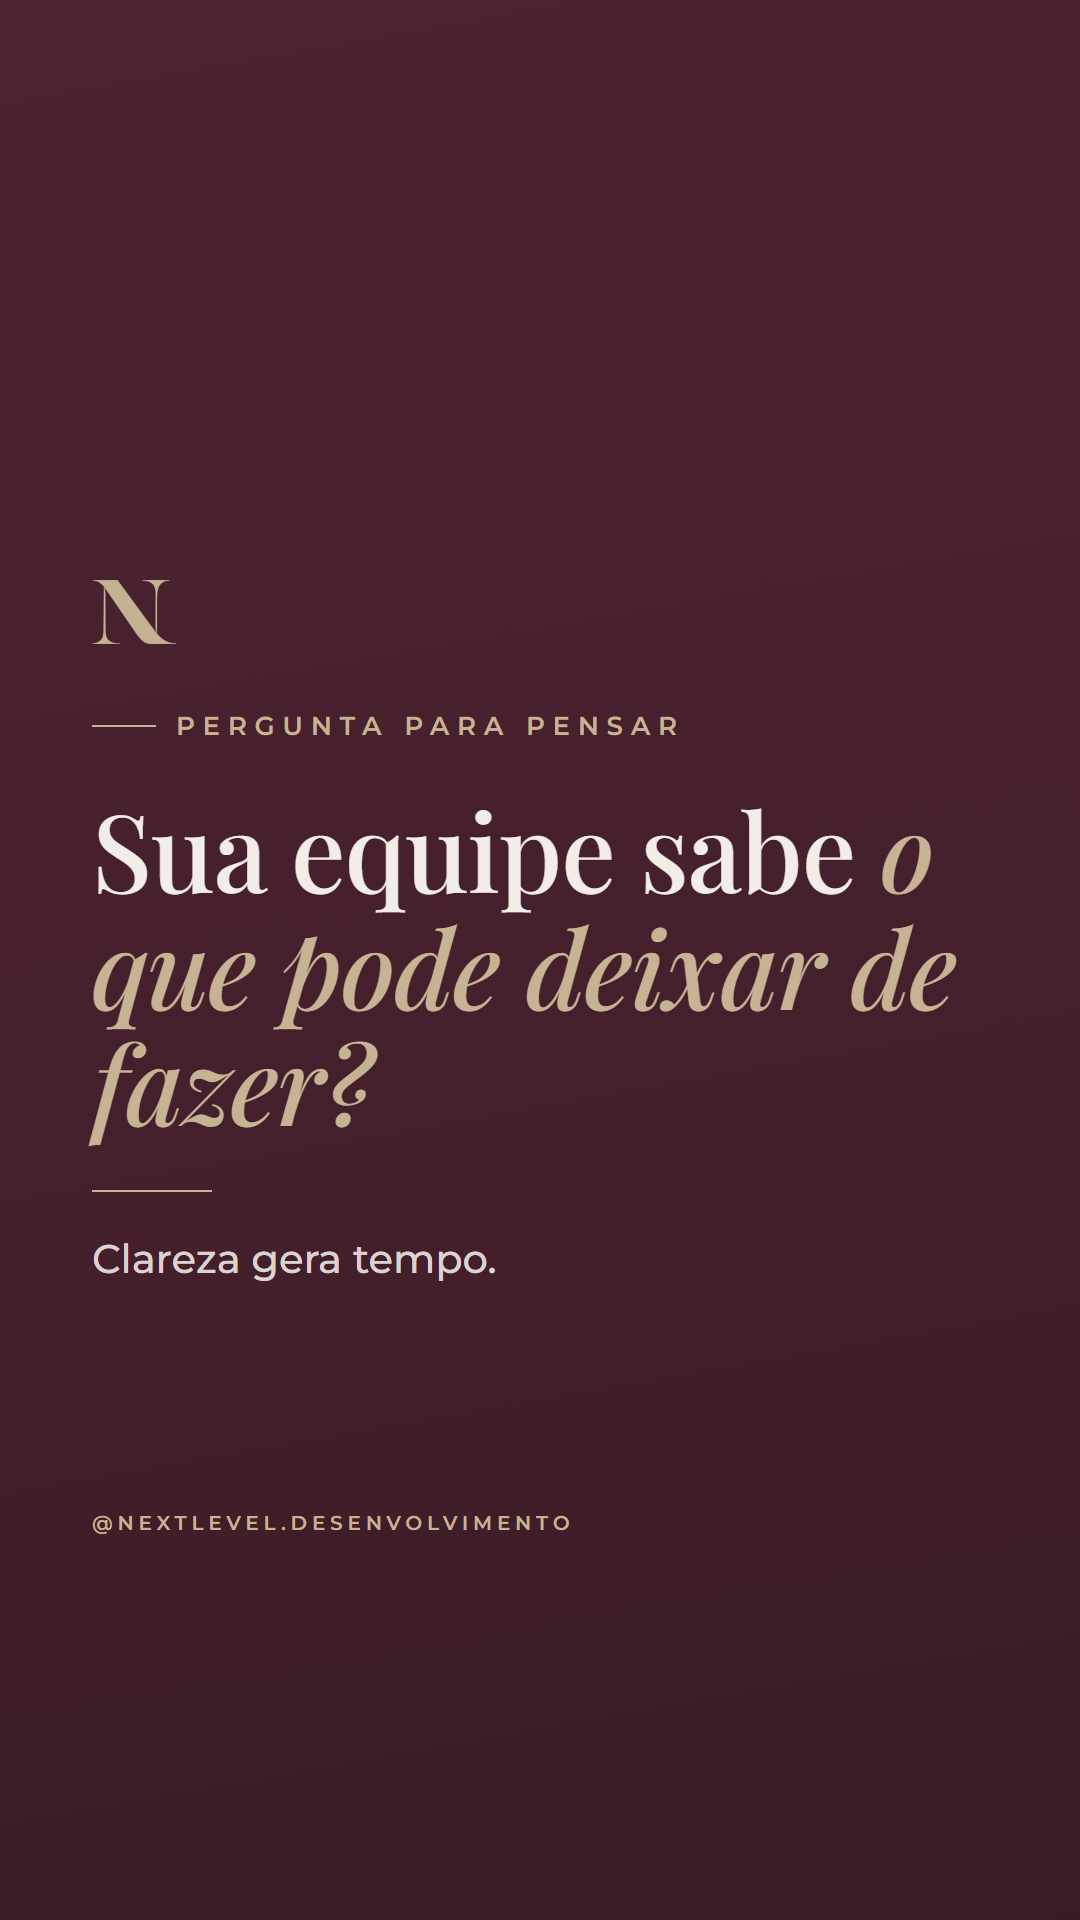 N
PERGUNTA PARA PENSAR
Sua equipe sabe o
que pode deixar de
fazer?
Clareza gera tempo.
@NEXTLEVEL.DESENVOLVIMENTO